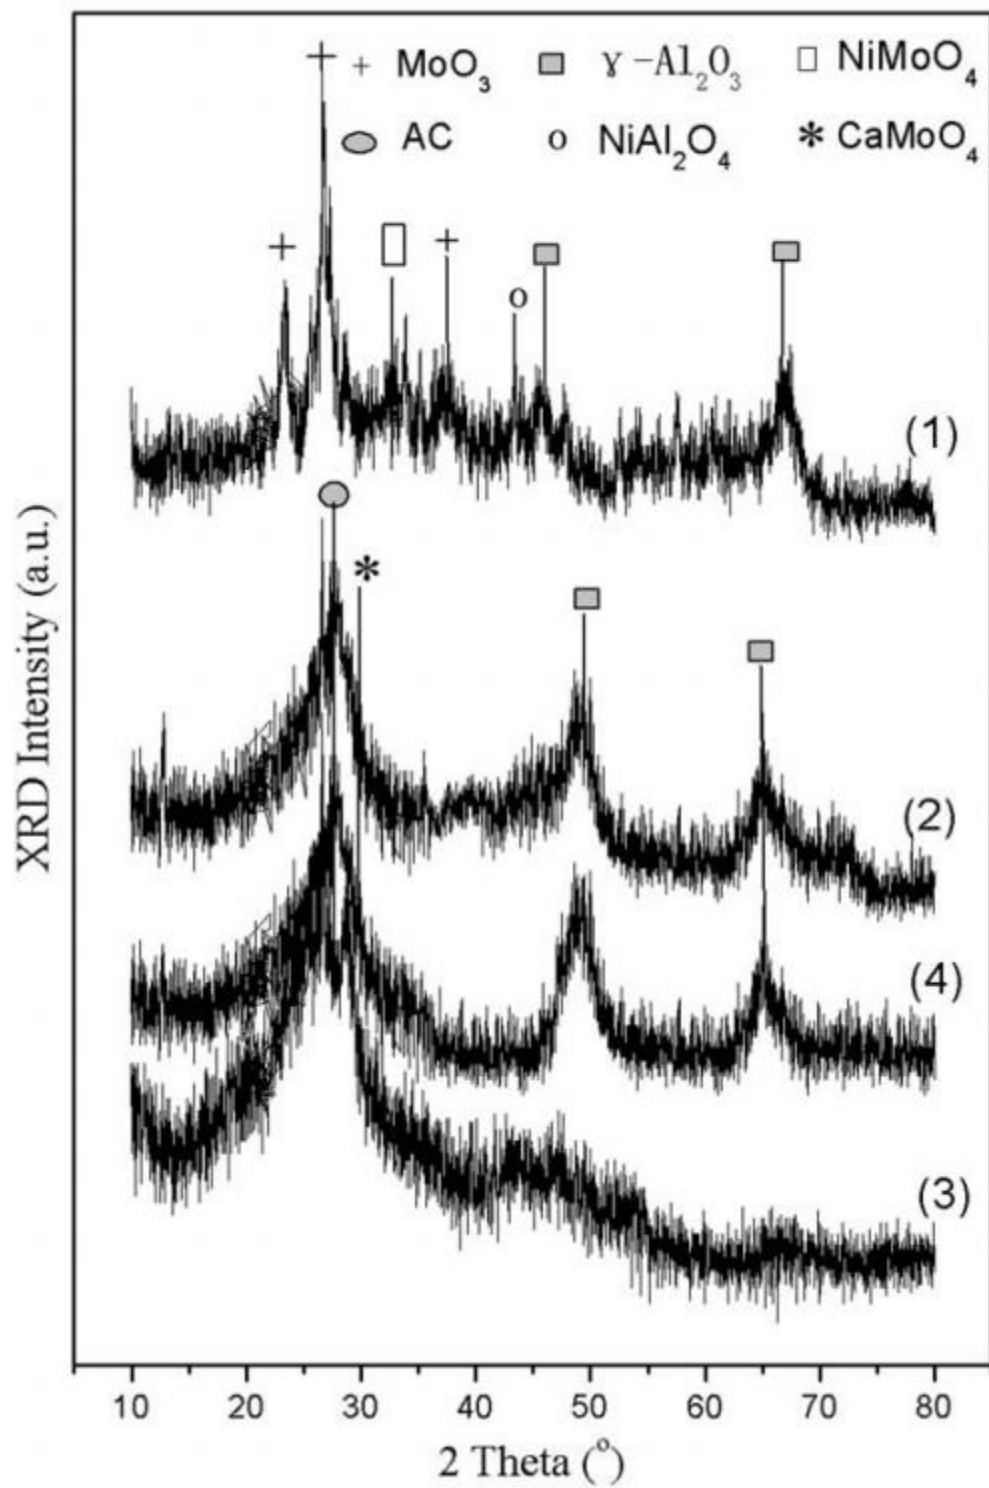 + MoO₃ γ-Al₂O₃ NiMoO₄
AC o NiAl₂O₄ * CaMoO₄
+ + +
o
(1)
*
(2)
(4)
(3)
XRD Intensity (a.u.)
10 20 30 40 50 60 70 80
2 Theta (°)